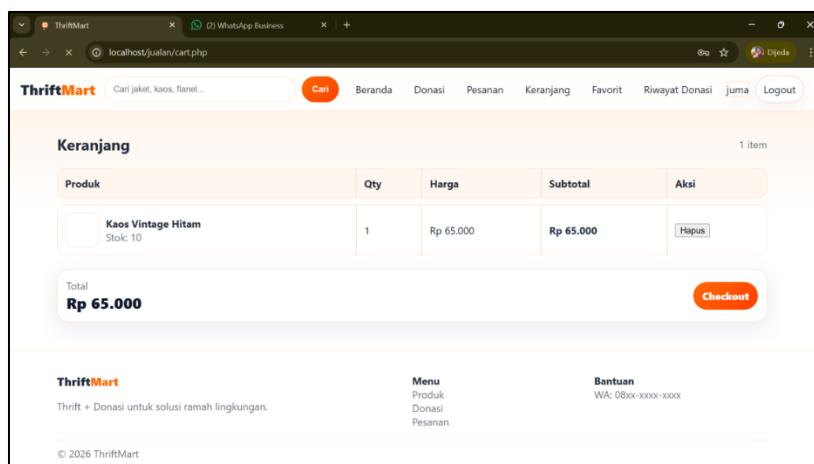 ThriftMart
(2) WhatsApp Business
localhost/jualan/cart.php
Dijeda
ThriftMart
Cari jaket, kaos, flanel...
Cari
Beranda
Donasi
Pesanan
Keranjang
Favorit
Riwayat Donasi
juma
Logout
Keranjang
1 item
Produk
Qty
Harga
Subtotal
Aksi
Kaos Vintage Hitam
Stok: 10
1
Rp 65.000
Rp 65.000
Hapus
Total
Rp 65.000
Checkout
ThriftMart
Thrift + Donasi untuk solusi ramah lingkungan.
Menu
Produk
Donasi
Pesanan
Bantuan
WA: 08xx-xxxx-xxxx
© 2026 ThriftMart